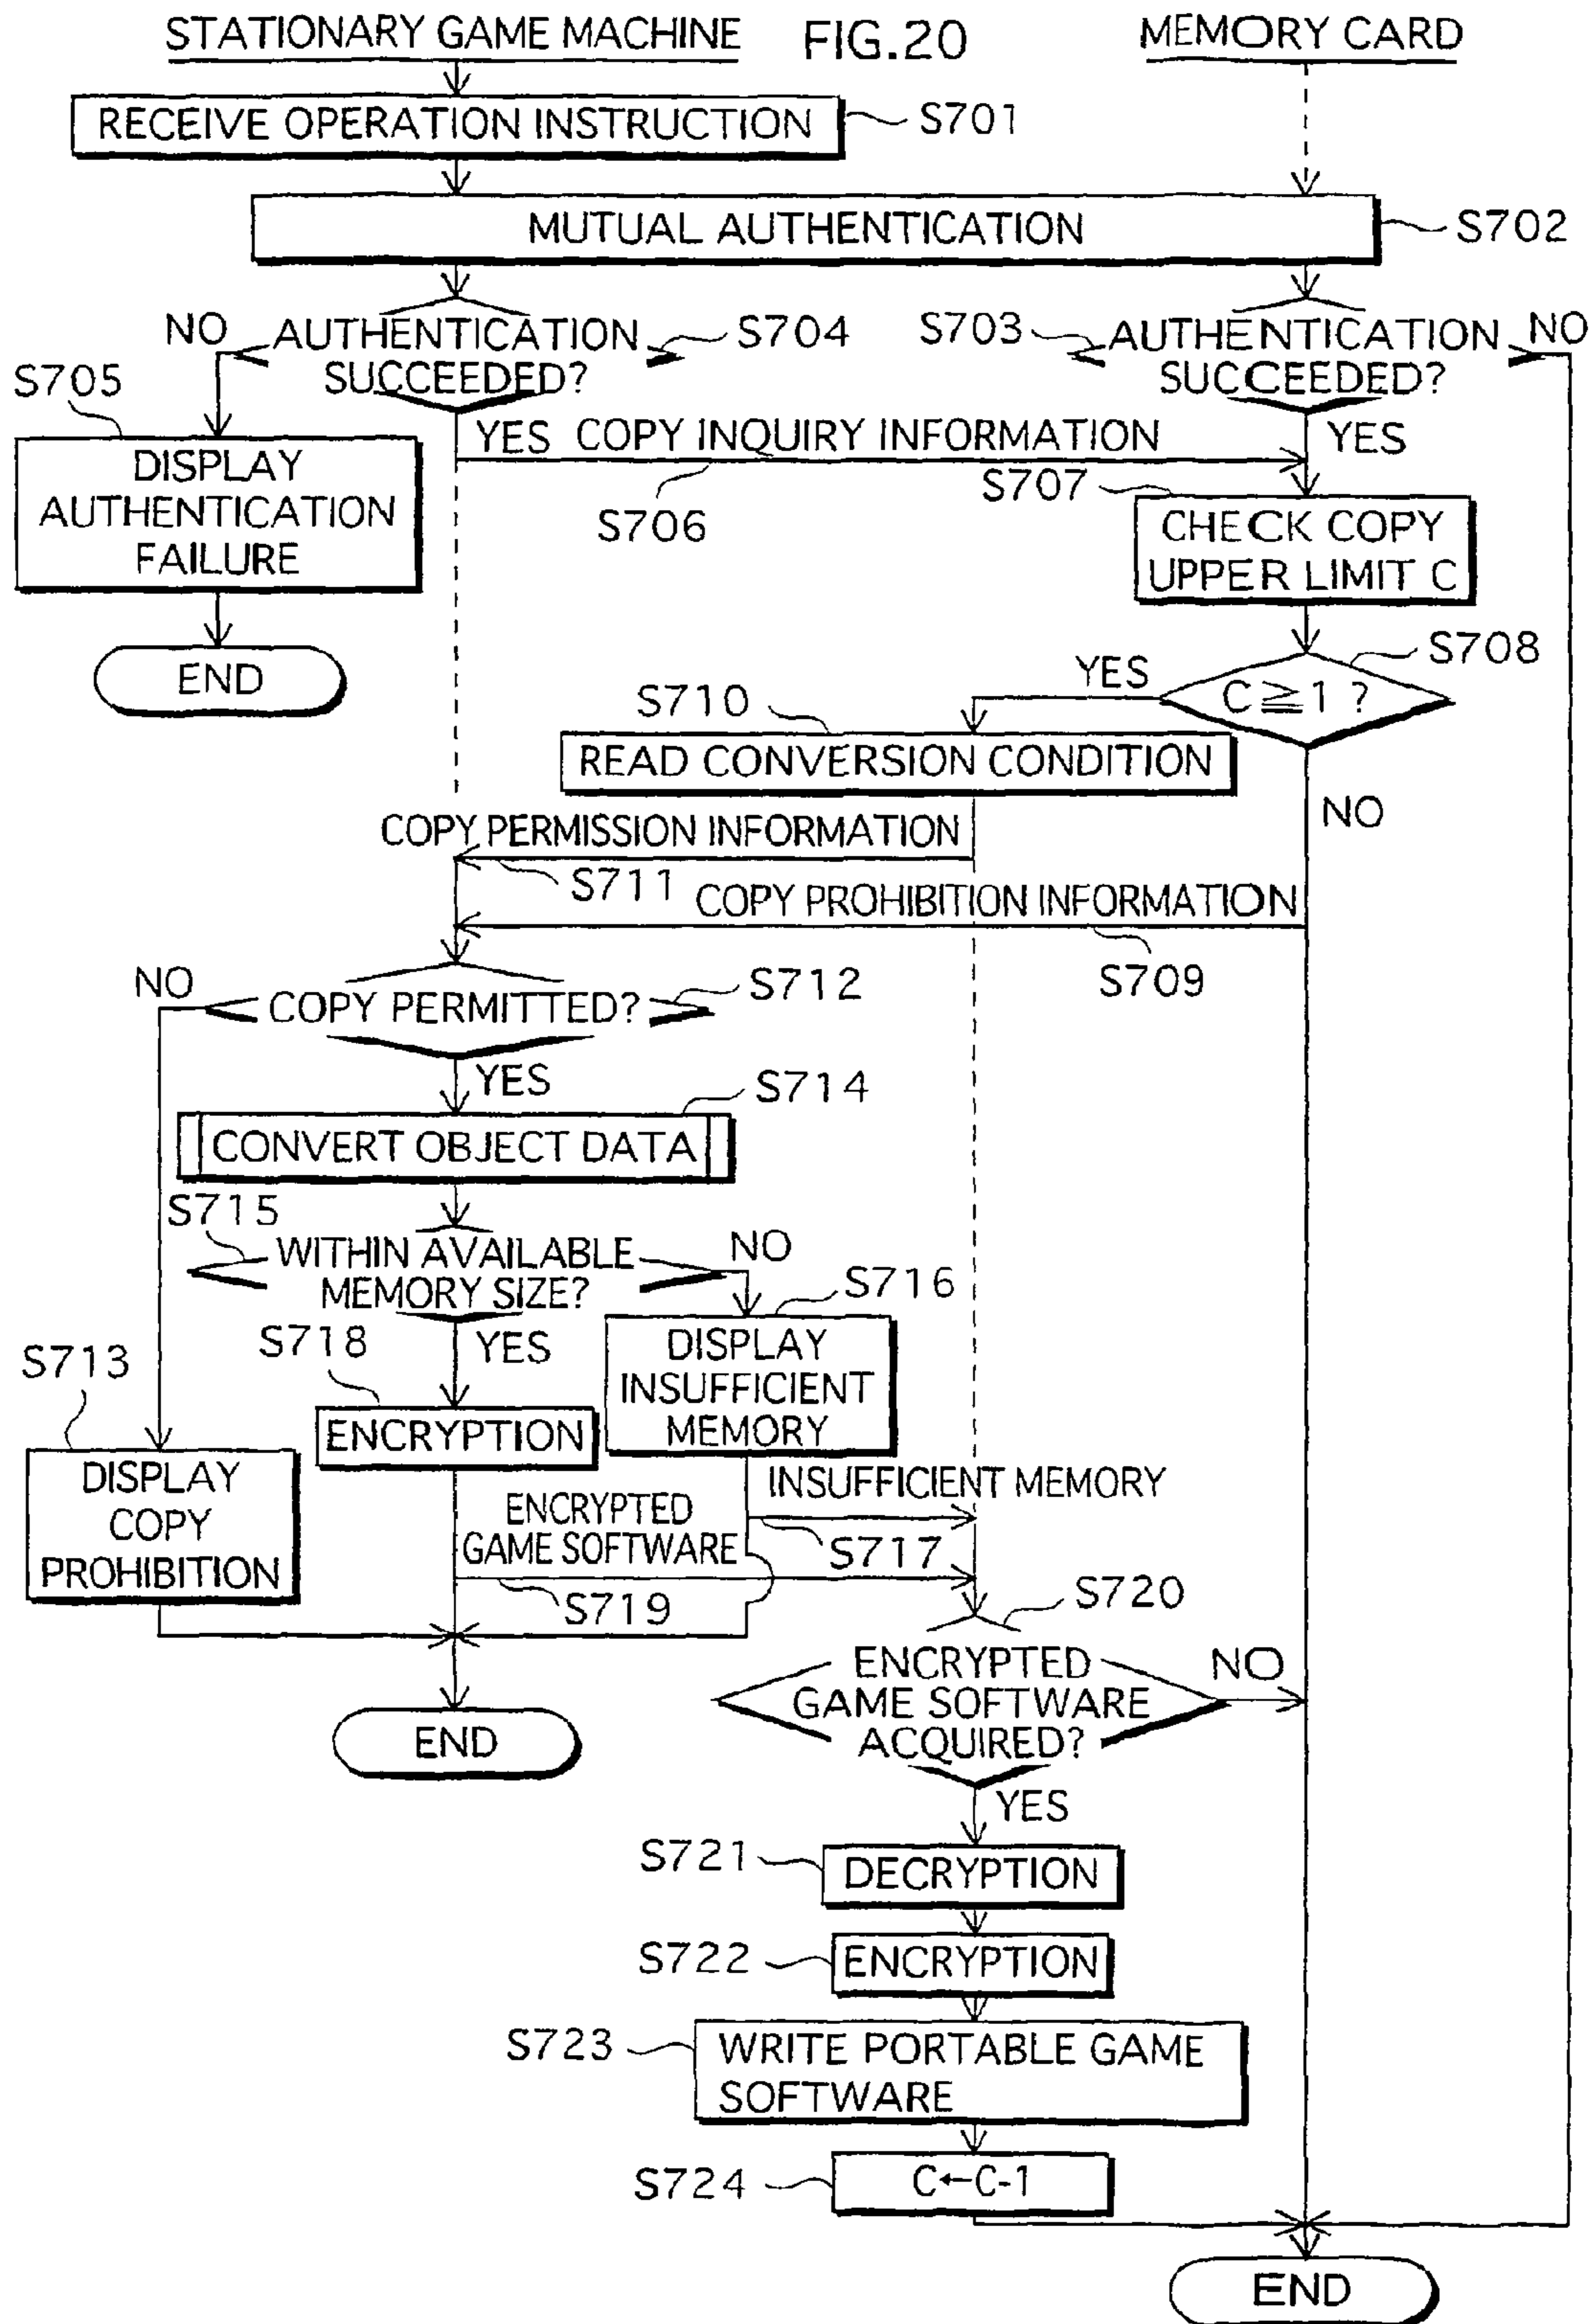 STATIONARY GAME MACHINE
FIG.20
MEMORY CARD
RECEIVE OPERATION INSTRUCTION
S701
MUTUAL AUTHENTICATION
S702
NO
AUTHENTICATION
SUCCEEDED?
S704
S703
AUTHENTICATION
SUCCEEDED?
NO
S705
DISPLAY
AUTHENTICATION
FAILURE
END
YES
COPY INQUIRY INFORMATION
S706
YES
S707
CHECK COPY
UPPER LIMIT C
S708
C≧1 ?
YES
S710
READ CONVERSION CONDITION
NO
COPY PERMISSION INFORMATION
S711
COPY PROHIBITION INFORMATION
S709
NO
COPY PERMITTED?
S712
YES
S714
CONVERT OBJECT DATA
S715
WITHIN AVAILABLE
MEMORY SIZE?
NO
S716
DISPLAY
INSUFFICIENT
MEMORY
S718
YES
ENCRYPTION
S713
DISPLAY
COPY
PROHIBITION
INSUFFICIENT MEMORY
S717
ENCRYPTED
GAME SOFTWARE
S719
END
S720
ENCRYPTED
GAME SOFTWARE
ACQUIRED?
NO
YES
S721
DECRYPTION
S722
ENCRYPTION
S723
WRITE PORTABLE GAME
SOFTWARE
S724
C←C-1
END